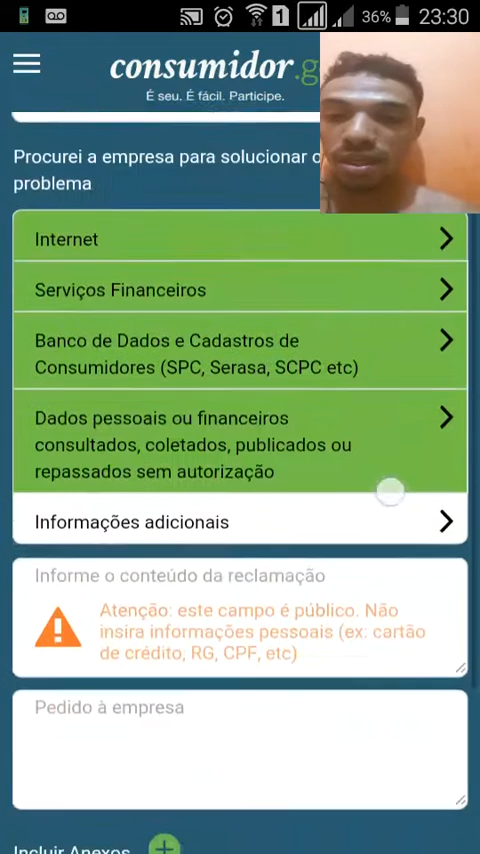 1
36%
23:30
consumidor.g
É seu. É fácil. Participe.
Procurei a empresa para solucionar o
problema
Internet
Serviços Financeiros
Banco de Dados e Cadastros de
Consumidores (SPC, Serasa, SCPC etc)
Dados pessoais ou financeiros
consultados, coletados, publicados ou
repassados sem autorização
Informações adicionais
Informe o conteúdo da reclamação
Atenção: este campo é público. Não
insira informações pessoais (ex: cartão
de crédito, RG, CPF, etc)
Pedido à empresa
Incluir Anexos